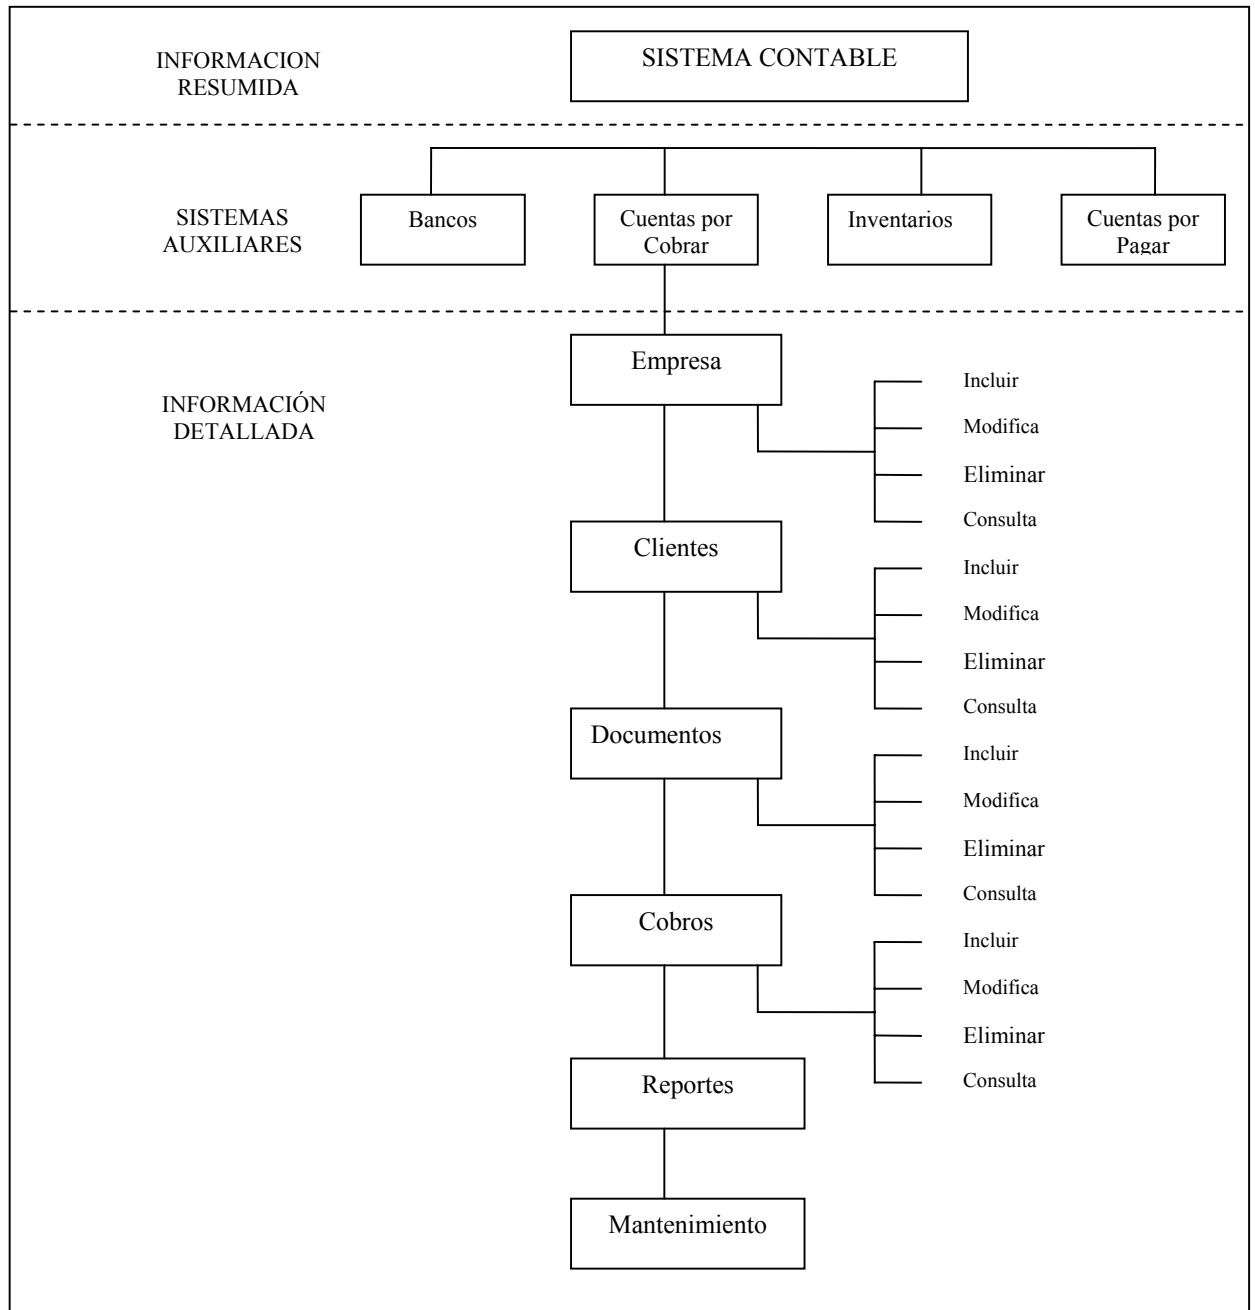 INFORMACION
RESUMIDA
SISTEMA CONTABLE
SISTEMAS
AUXILIARES
Bancos
Cuentas por
Cobrar
Inventarios
Cuentas por
Pagar
INFORMACIÓN
DETALLADA
Empresa
Incluir
Modifica
Eliminar
Consulta
Clientes
Incluir
Modifica
Eliminar
Consulta
Documentos
Incluir
Modifica
Eliminar
Consulta
Cobros
Incluir
Modifica
Eliminar
Consulta
Reportes
Mantenimiento